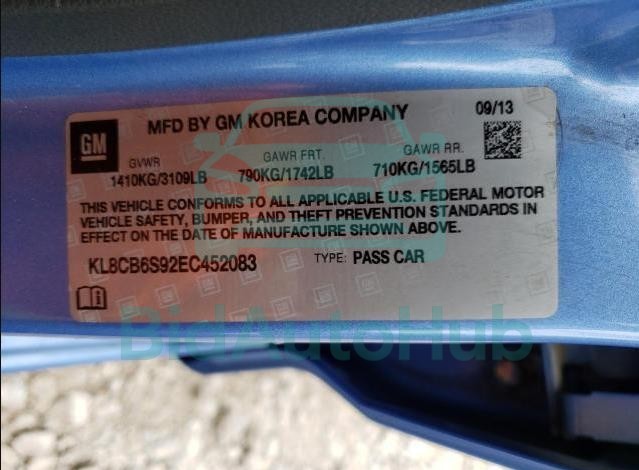 GM
MFD BY GM KOREA COMPANY 09/13
GVWR GAWR FRT. GAWR RR.
1410KG/3109LB 790KG/1742LB 710KG/1565LB
THIS VEHICLE CONFORMS TO ALL APPLICABLE U.S. FEDERAL MOTOR
VEHICLE SAFETY, BUMPER, AND THEFT PREVENTION STANDARDS IN
EFFECT ON THE DATE OF MANUFACTURE SHOWN ABOVE.
KL8CB6S92EC452083 TYPE: PASS CAR
BidAutoHub